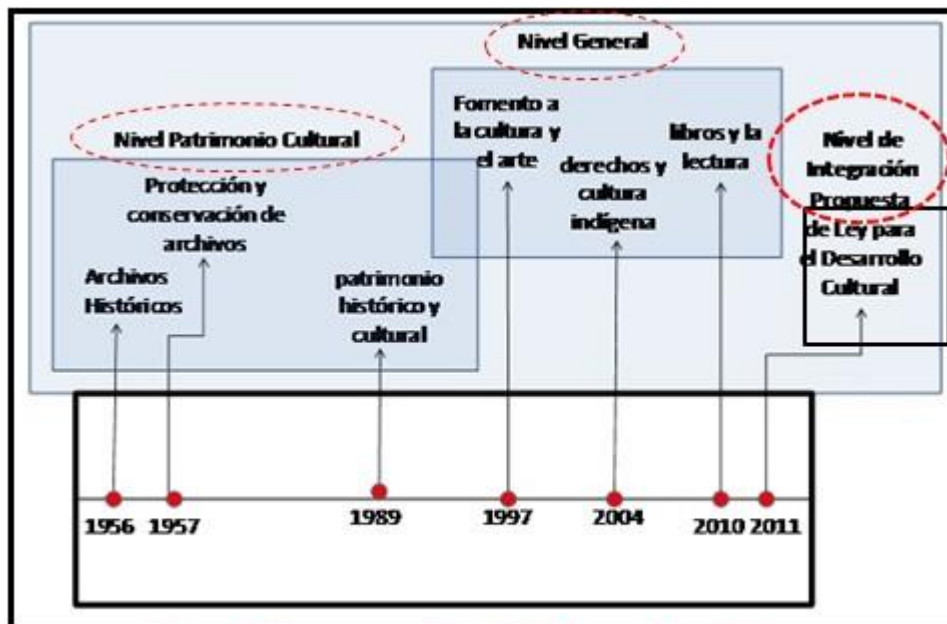 Nivel General
Nivel Patrimonio Cultural
Protección y
conservación de
archivos
Archivos
Históricos
patrimonio
histórico y
cultural
Fomento a
la cultura y
el arte
derechos y
cultura
indígena
libros y la
lectura
Nivel de
Integración
Propuesta
de Ley para
el Desarrollo
Cultural
1956
1957
1989
1997
2004
2010
2011